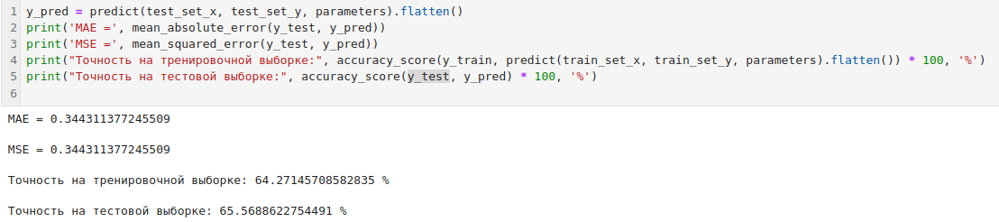 1 y_pred = predict(test_set_x, test_set_y, parameters).flatten()
2 print('MAE =', mean_absolute_error(y_test, y_pred))
3 print('MSE =', mean_squared_error(y_test, y_pred))
4 print("Точность на тренировочной выборке:", accuracy_score(y_train, predict(train_set_x, train_set_y, parameters).flatten()) * 100, '%')
5 print("Точность на тестовой выборке:", accuracy_score(y_test, y_pred) * 100, '%')
6
MAE = 0.344311377245509
MSE = 0.344311377245509
Точность на тренировочной выборке: 64.27145708582835 %
Точность на тестовой выборке: 65.5688622754491 %